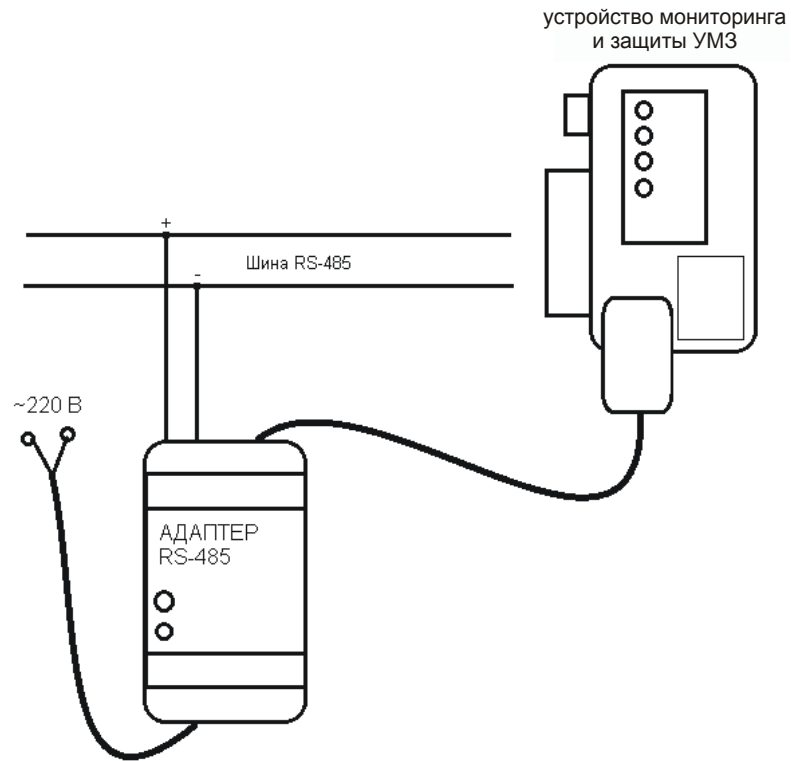 устройство мониторинга
и защиты УМЗ
+
Шина RS-485
-
~220 В
АДАПТЕР
RS-485